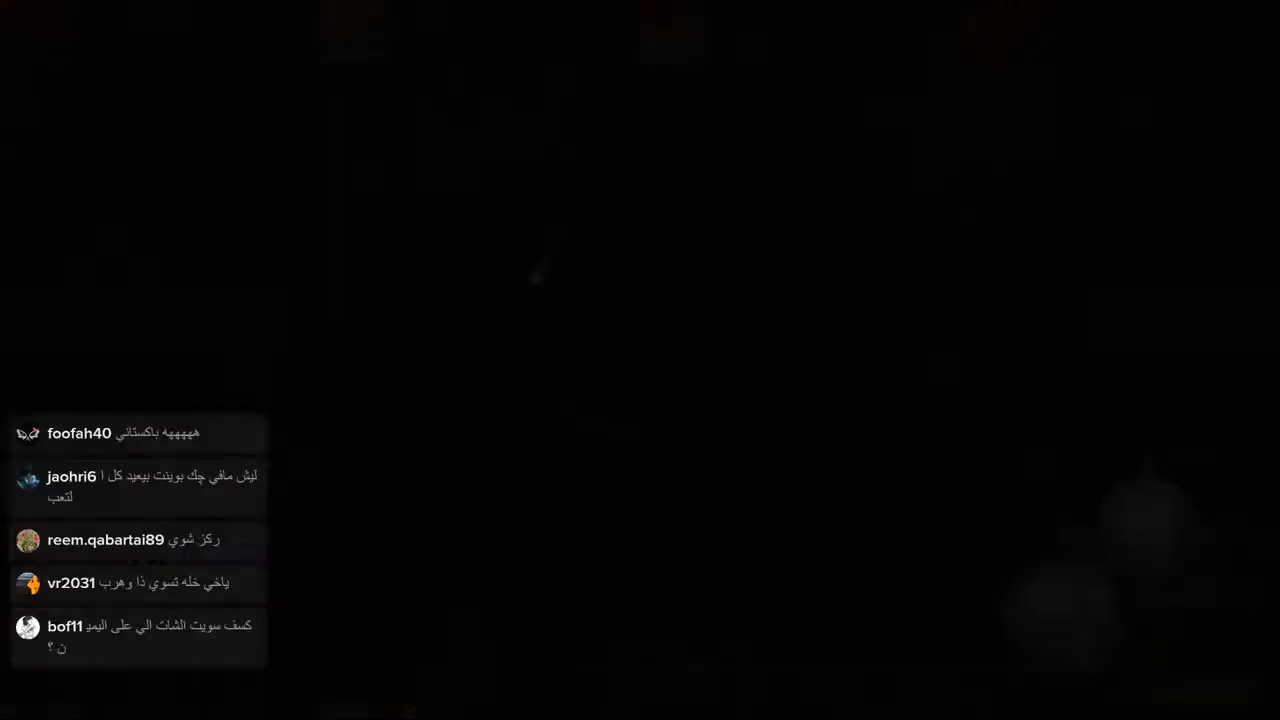 foofah40 هههههه باكستاني
jaohri6 ليش مافي چك بوينت بيعيد كل ا
لتعب
reem.qabartai89 ركز شوي
vr2031 ياخي خله تسوي ذا وهرب
bof11 كسف سويت الشات الي على اليمي
ن ؟